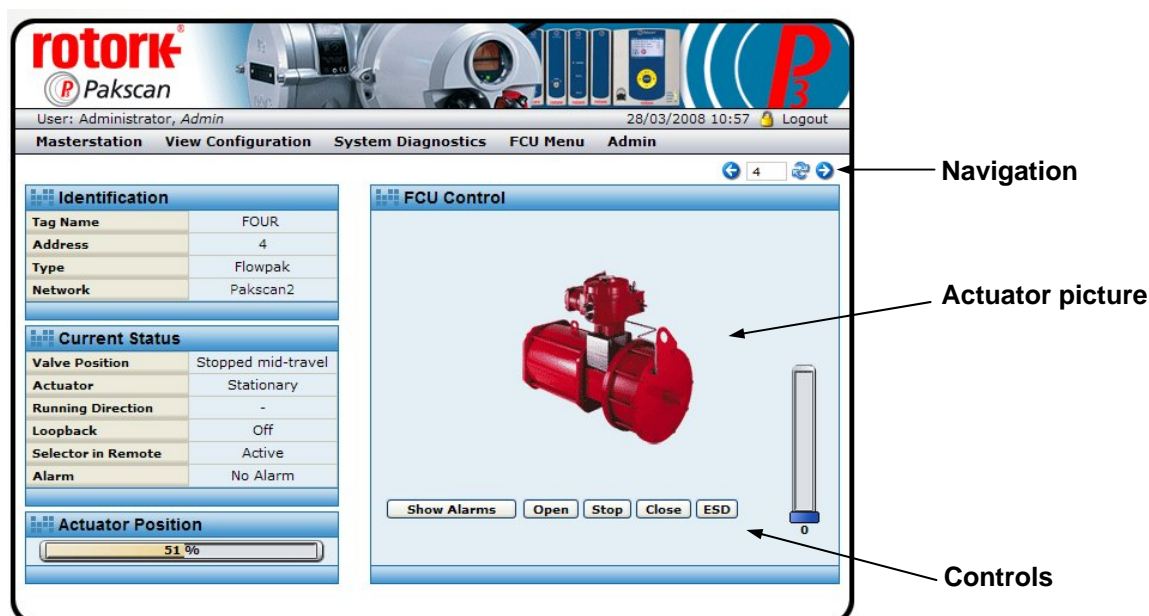 rotork®
Pakscan
P3
User: Administrator, Admin 28/03/2008 10:57 Logout
Masterstation View Configuration System Diagnostics FCU Menu Admin
4
Navigation
Identification
Tag Name FOUR
Address 4
Type Flowpak
Network Pakscan2
Current Status
Valve Position Stopped mid-travel
Actuator Stationary
Running Direction -
Loopback Off
Selector in Remote Active
Alarm No Alarm
Actuator Position
51 %
FCU Control
Actuator picture
Show Alarms Open Stop Close ESD
0
Controls